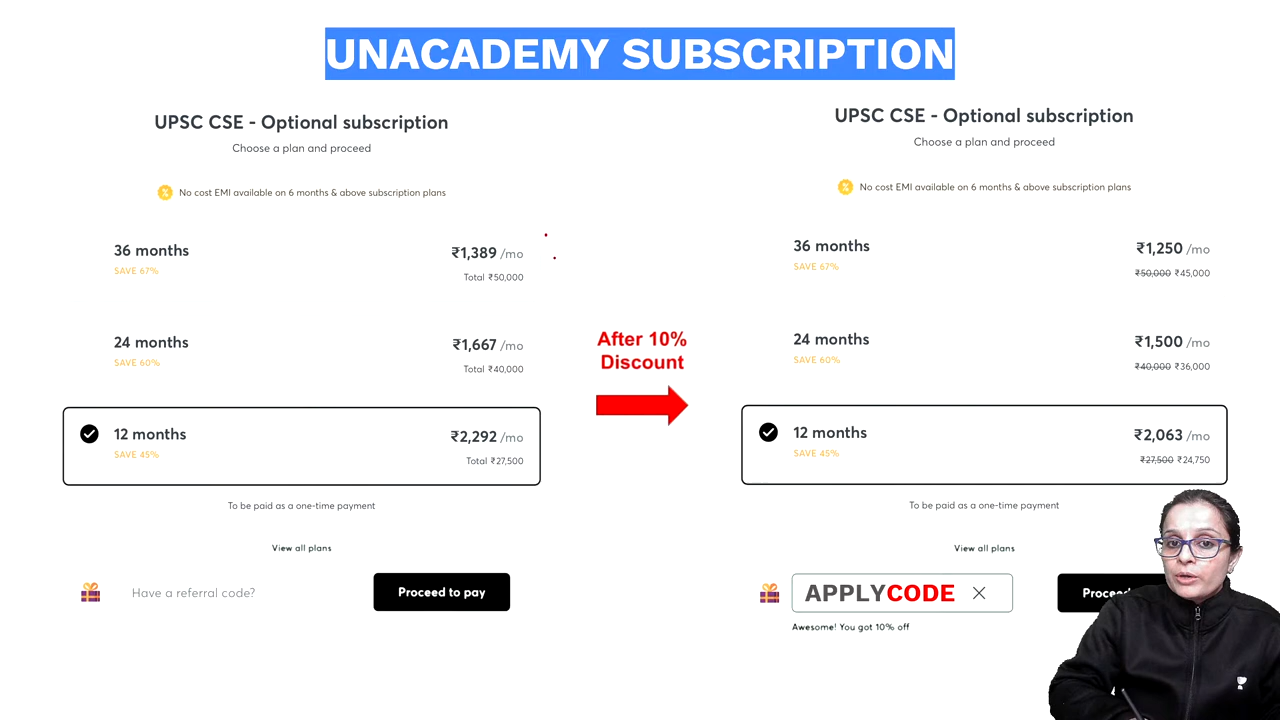 UNACADEMY SUBSCRIPTION
UPSC CSE - Optional subscription
Choose a plan and proceed
No cost EMI available on 6 months & above subscription plans
36 months
₹1,389 /mo
SAVE 67%
Total ₹50,000
24 months
₹1,667 /mo
SAVE 60%
Total ₹40,000
12 months
₹2,292 /mo
SAVE 45%
Total ₹27,500
To be paid as a one-time payment
View all plans
Have a referral code?
Proceed to pay
After 10%
Discount
UPSC CSE - Optional subscription
Choose a plan and proceed
No cost EMI available on 6 months & above subscription plans
36 months
₹1,250 /mo
SAVE 67%
₹50,000 ₹45,000
24 months
₹1,500 /mo
SAVE 60%
₹40,000 ₹36,000
12 months
₹2,063 /mo
SAVE 45%
₹27,500 ₹24,750
To be paid as a one-time payment
View all plans
APPLYCODE
Awesome! You got 10% off